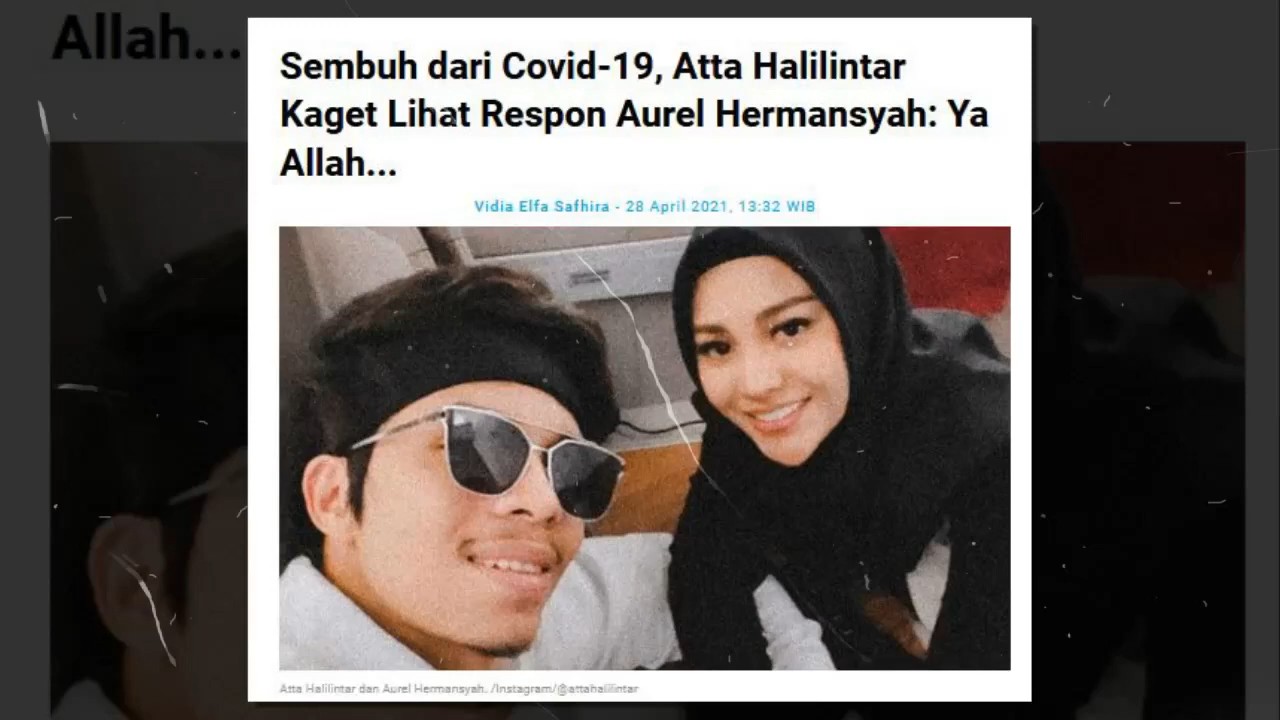 Allah...
Sembuh dari Covid-19, Atta Halilintar
Kaget Lihat Respon Aurel Hermansyah: Ya
Allah...
Vidia Elfa Safhira - 28 April 2021, 13:32 WIB
Atta Halilintar dan Aurel Hermansyah. /Instagram/@attahalilintar